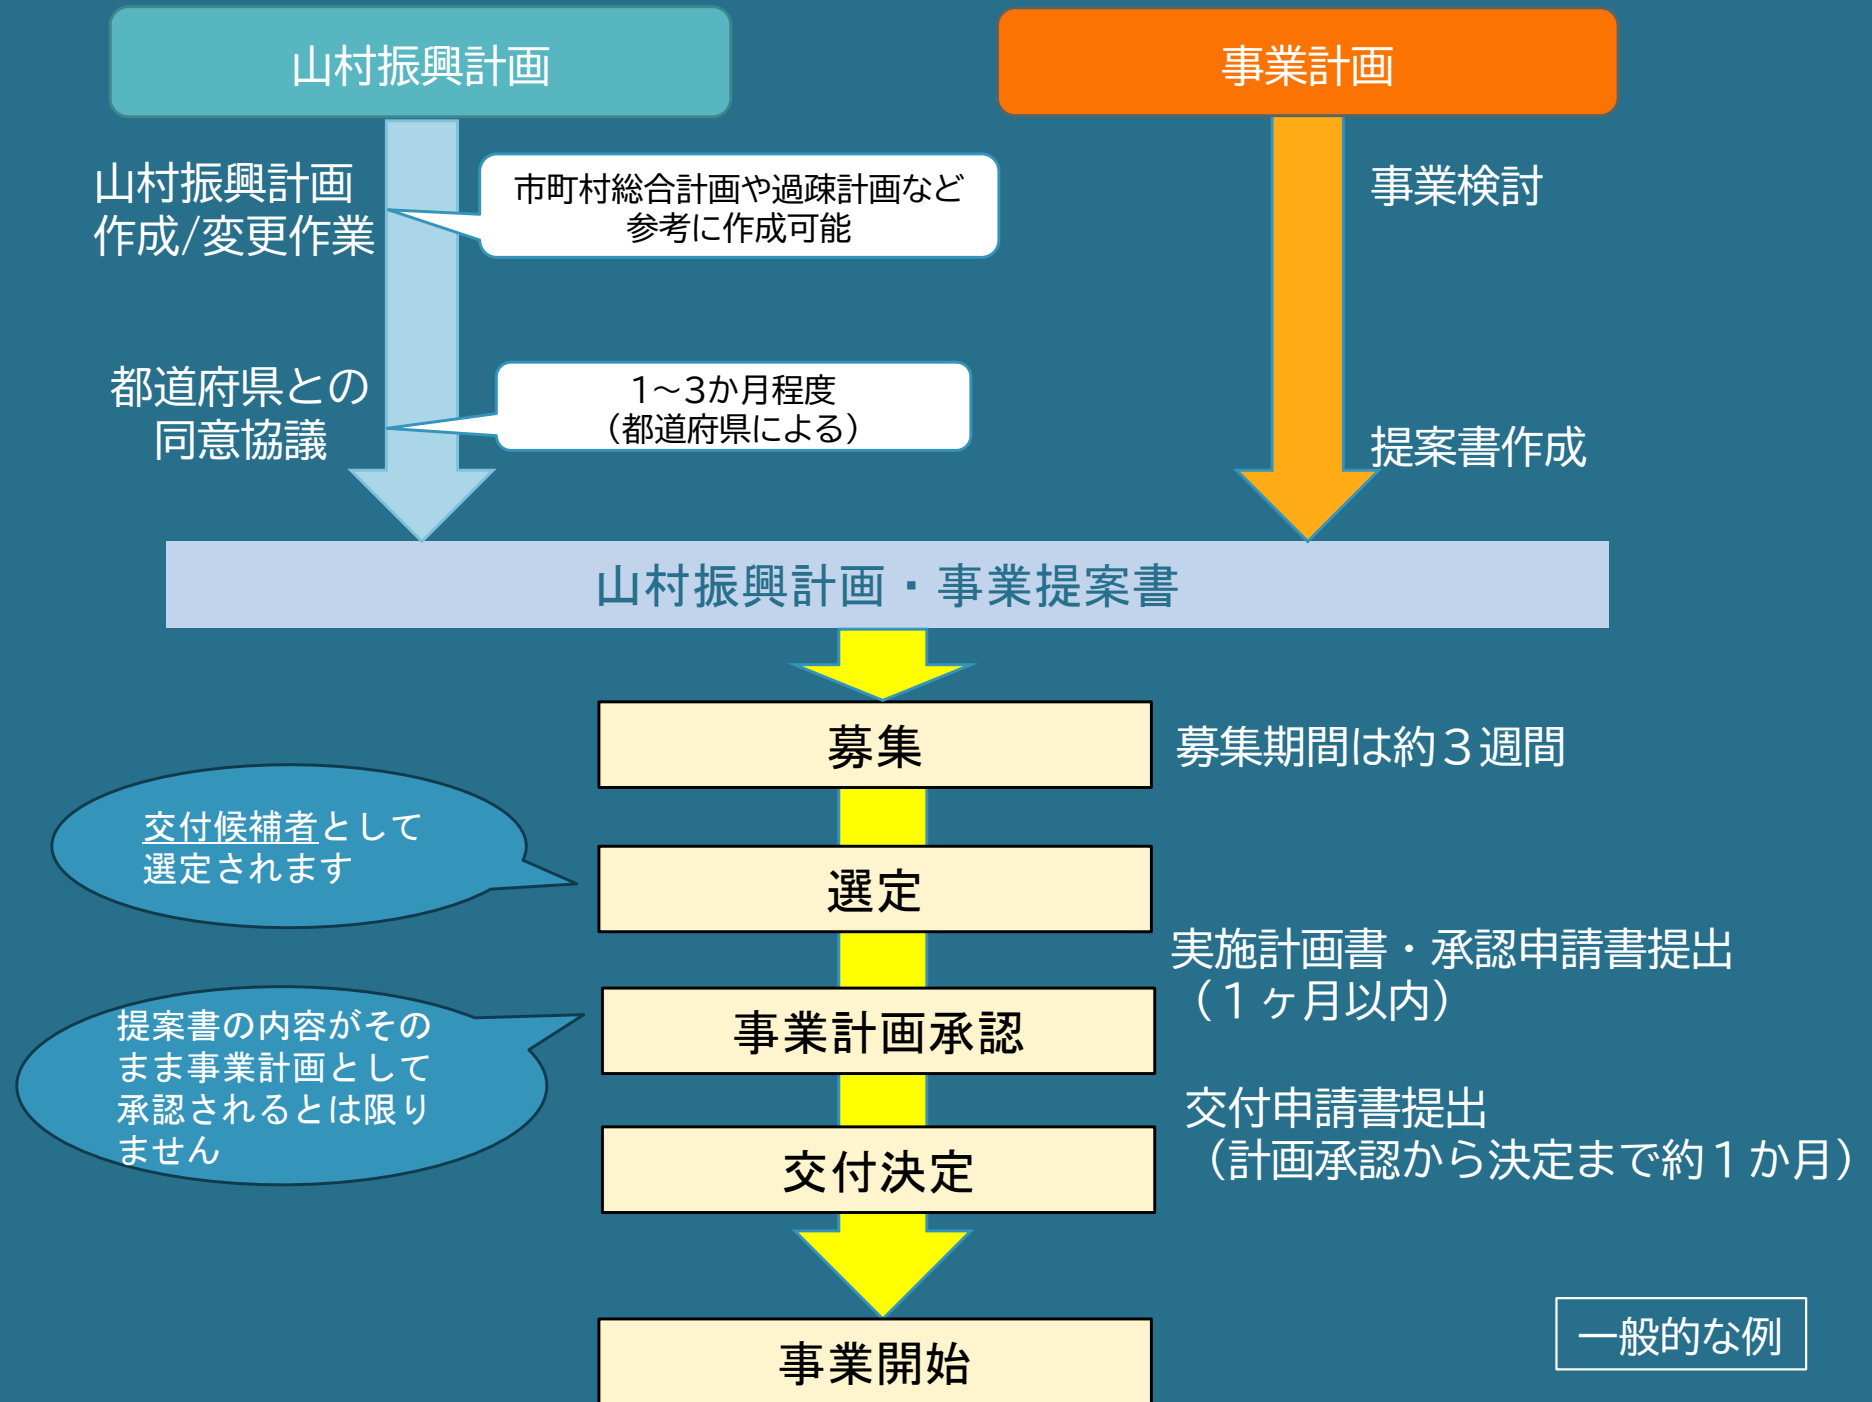 山村振興計画
事業計画
山村振興計画
作成/変更作業
市町村総合計画や過疎計画など
参考に作成可能
事業検討
都道府県との
同意協議
1～3か月程度
（都道府県による）
提案書作成
山村振興計画・事業提案書
募集
募集期間は約３週間
交付候補者として
選定されます
選定
実施計画書・承認申請書提出
（１ヶ月以内）
事業計画承認
提案書の内容がその
まま事業計画として
承認されるとは限り
ません
交付申請書提出
（計画承認から決定まで約１か月）
交付決定
事業開始
一般的な例